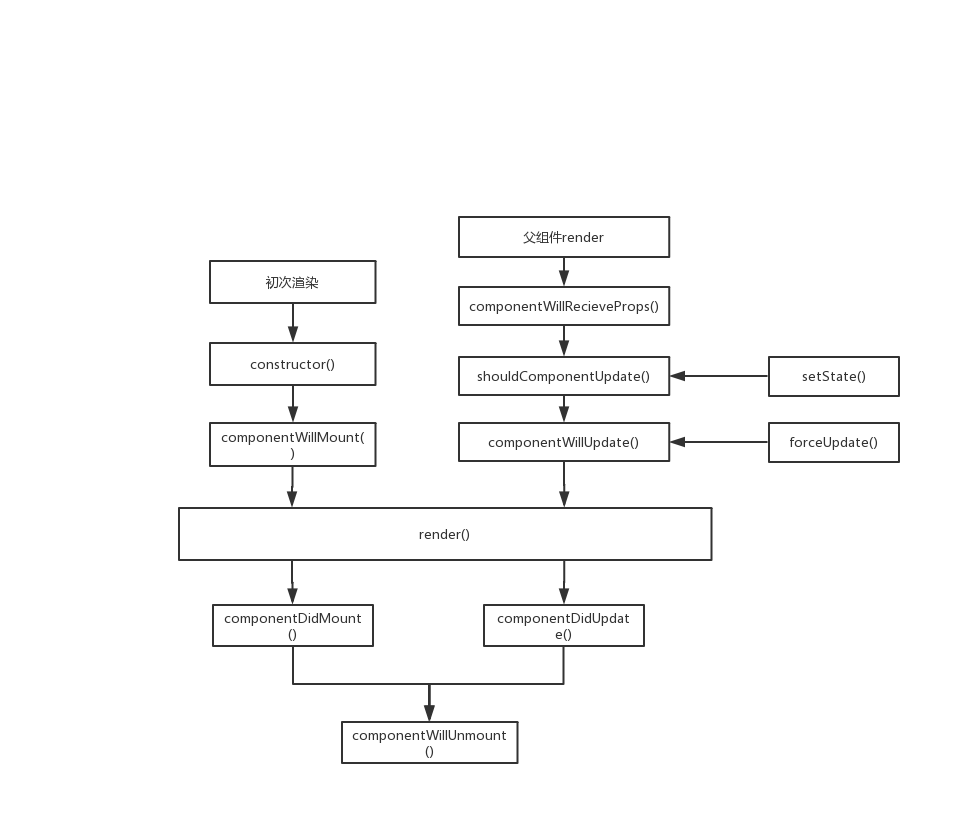 父组件render
初次渲染
componentWillRecieveProps()
constructor()
shouldComponentUpdate()
setState()
componentWillMount(
)
componentWillUpdate()
forceUpdate()
render()
componentDidMount
()
componentDidUpdat
e()
componentWillUnmount
()